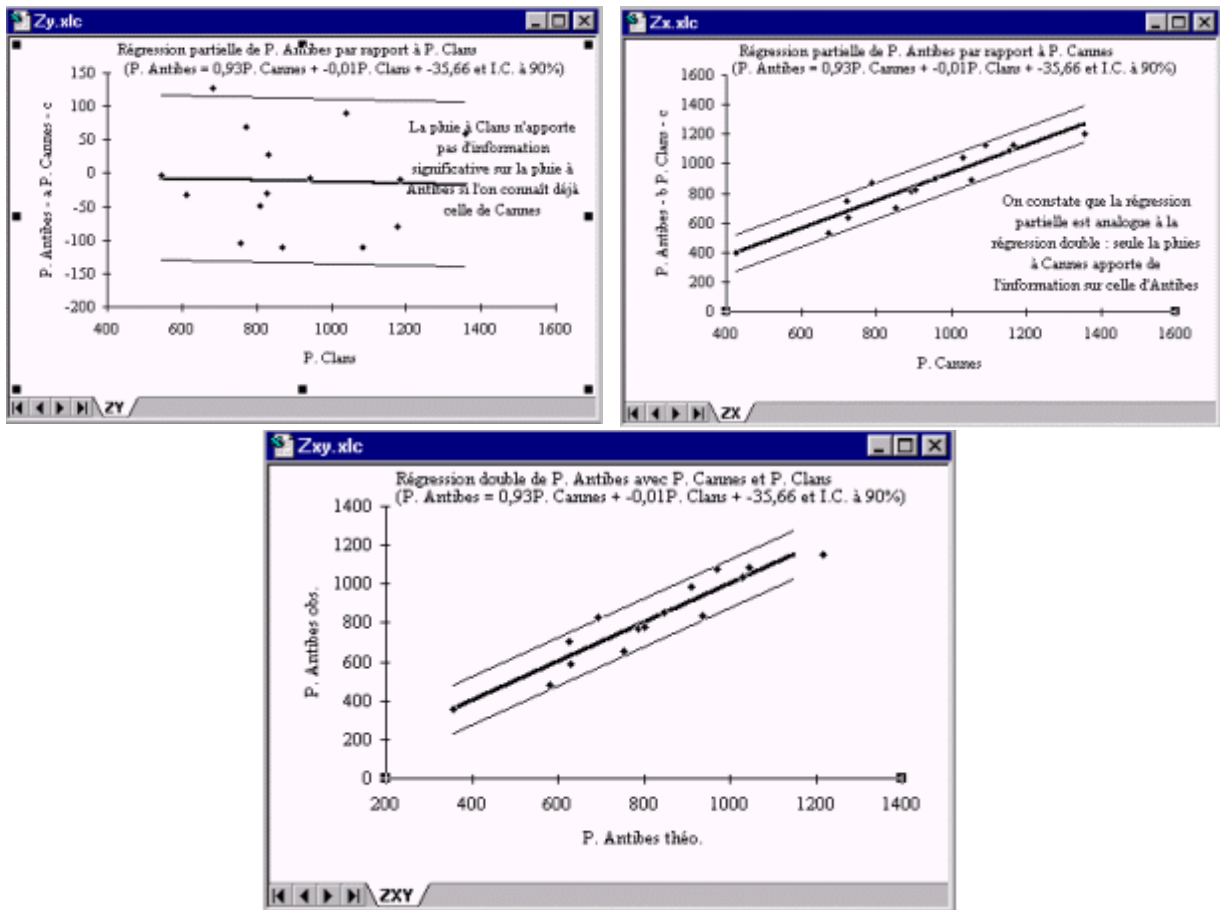 Zy.xlc
Régression partielle de P. Antibes par rapport à P. Clans
(P. Antibes = 0,93P. Cannes + -0,01P. Clans + -35,66 et I.C. à 90%)
P. Antibes - a P. Cannes - c
150
100
50
0
-50
-100
-150
-200
La pluie à Clans n'apporte
pas d'information
significative sur la pluie à
Antibes si l'on connaît déjà
celle de Cannes
400
600
800
1000
1200
1400
1600
P. Clans
ZY
Zx.xlc
Régression partielle de P. Antibes par rapport à P. Cannes
(P. Antibes = 0,93P. Cannes + -0,01P. Clans + -35,66 et I.C. à 90%)
P. Antibes - b P. Clans - c
1600
1400
1200
1000
800
600
400
200
0
On constate que la régression
partielle est analogue à la
régression double : seule la pluies
à Cannes apporte de
l'information sur celle d'Antibes
400
600
800
1000
1200
1400
1600
P. Cannes
ZX
Zxy.xlc
Régression double de P. Antibes avec P. Cannes et P. Clans
(P. Antibes = 0,93P. Cannes + -0,01P. Clans + -35,66 et I.C. à 90%)
P. Antibes obs.
1400
1200
1000
800
600
400
200
0
200
400
600
800
1000
1200
1400
P. Antibes théo.
ZXY